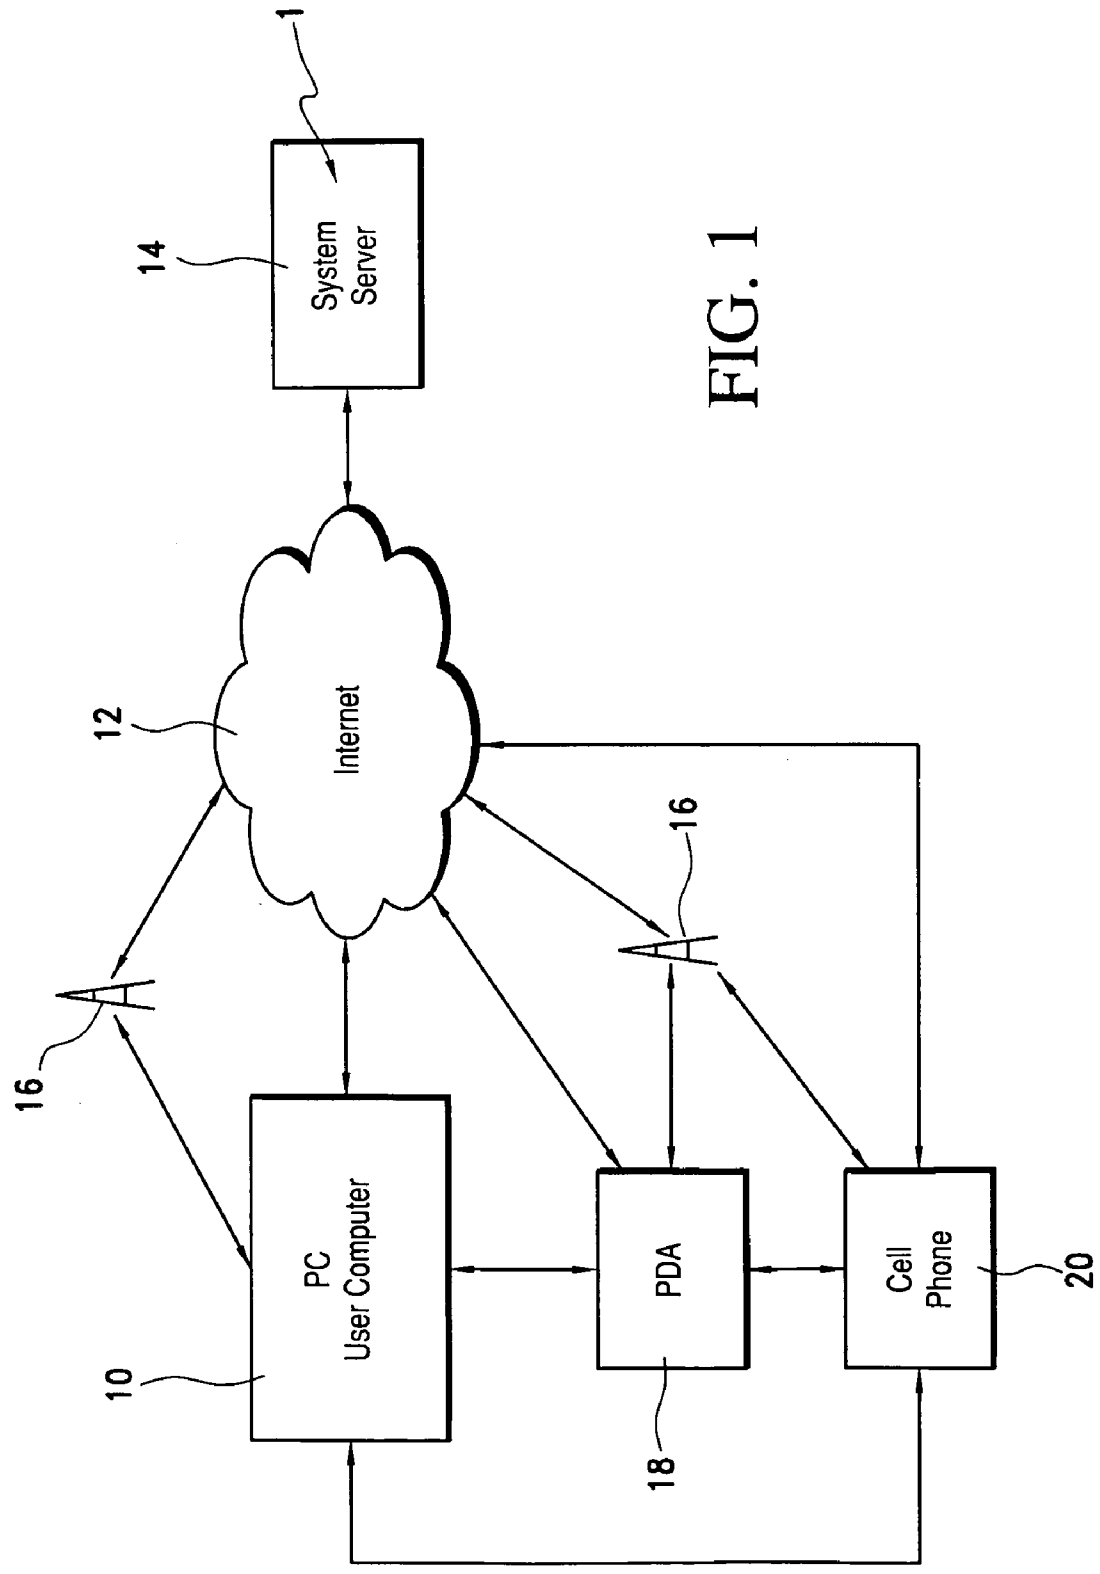 16
12
14
1
10
PC
User Computer
Internet
System
Server
18
PDA
16
Cell
Phone
20
FIG. 1